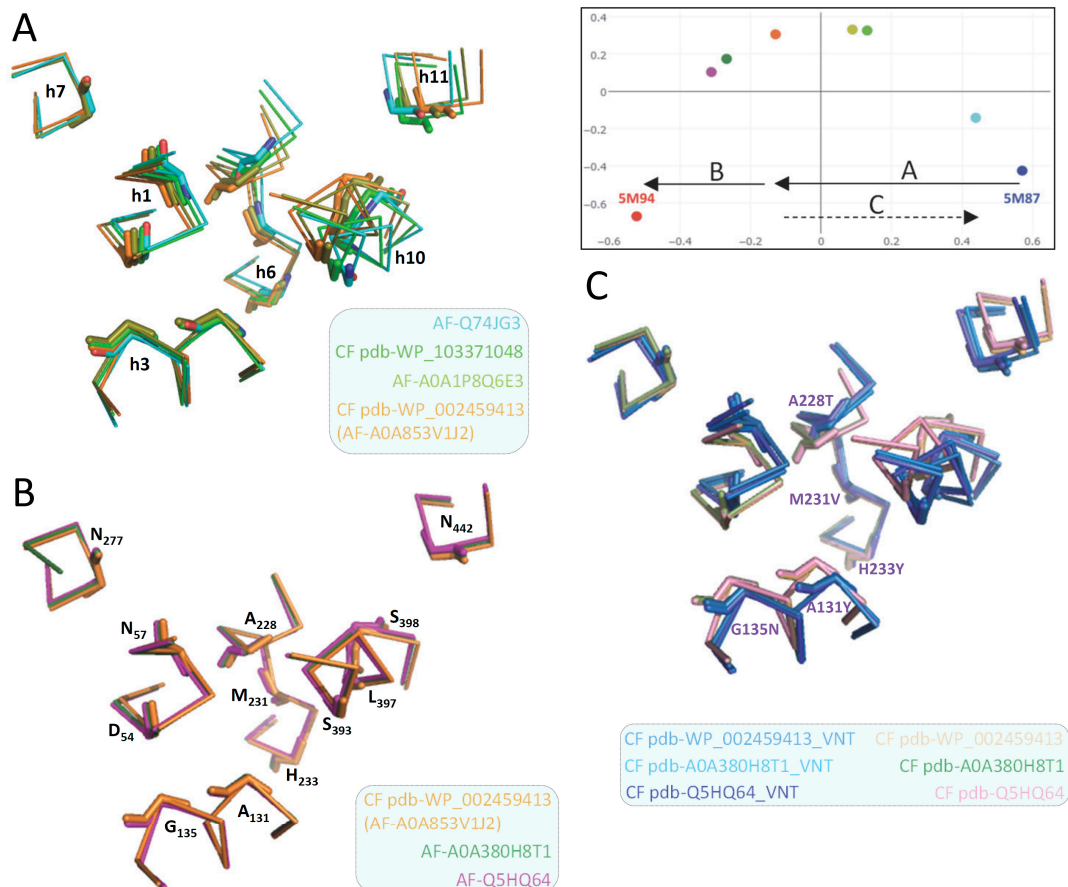 A
h7
h11
h1
h10
h6
h3
AF-Q74JG3
CF pdb-WP_103371048
AF-A0A1P8Q6E3
CF pdb-WP_002459413
(AF-A0A853V1J2)
0.4
0.2
0
−0.2
−0.4
−0.6
B
A
5M94
C
5M87
−0.6
−0.4
−0.2
0
0.2
0.4
0.6
B
N277
N442
N57
A228
S398
M231
L397
D54
S393
H233
A131
G135
CF pdb-WP_002459413
(AF-A0A853V1J2)
AF-A0A380H8T1
AF-Q5HQ64
C
A228T
M231V
H233Y
A131Y
G135N
CF pdb-WP_002459413_VNT CF pdb-WP_002459413
CF pdb-A0A380H8T1_VNT CF pdb-A0A380H8T1
CF pdb-Q5HQ64_VNT CF pdb-Q5HQ64